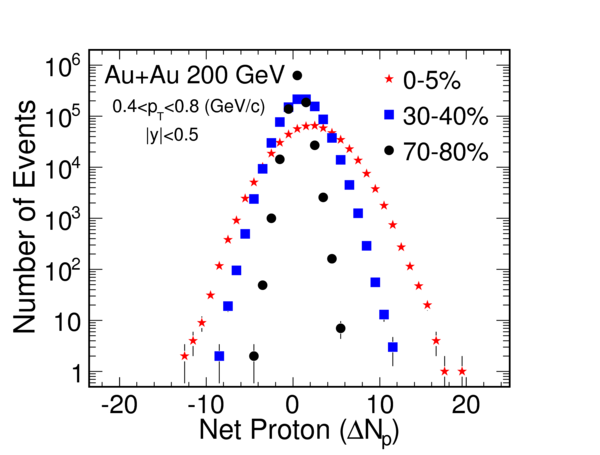 Au+Au 200 GeV
0.4<p_T<0.8 (GeV/c)
|y|<0.5
0-5%
30-40%
70-80%
Number of Events
10^6
10^5
10^4
10^3
10^2
10
1
-20 -10 0 10 20
Net Proton (ΔN_p)